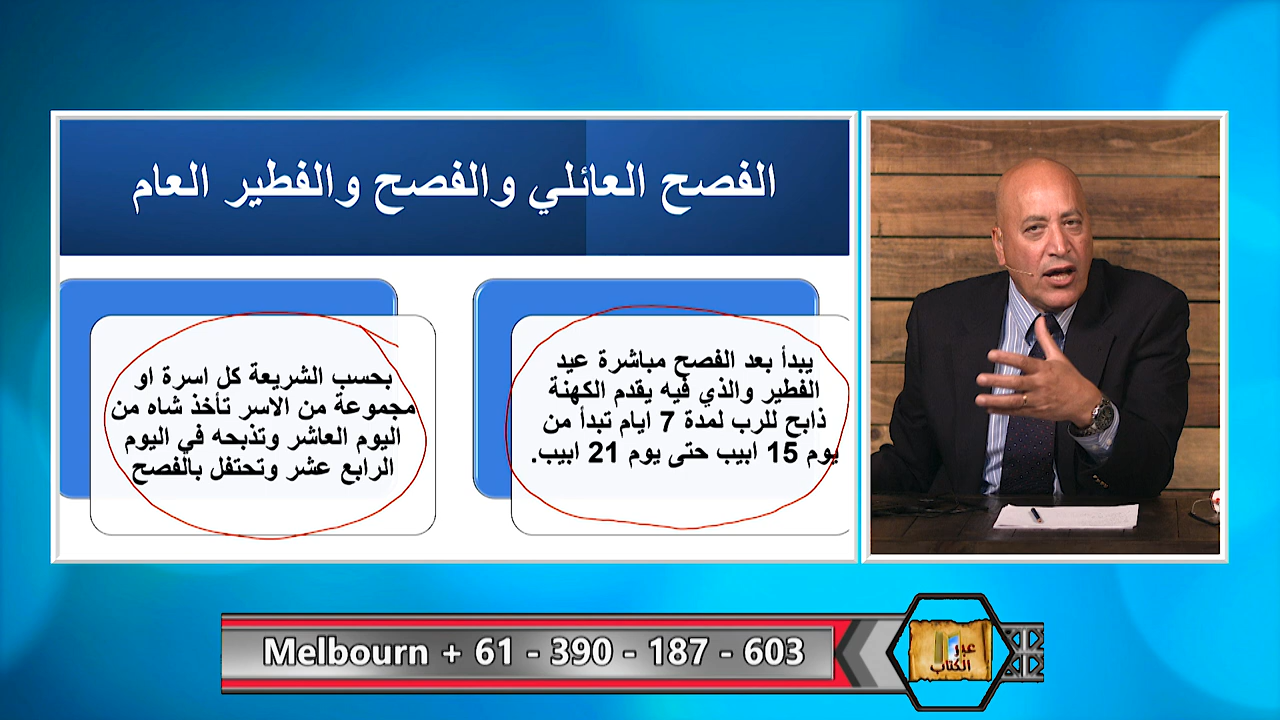 الفصح العائلي والفصح والفطير العام
يبدأ بعد الفصح مباشرة عيد
الفطير والذي فيه يقدم الكهنة
ذابح للرب لمدة 7 ايام تبدأ من
يوم 15 ابيب حتى يوم 21 ابيب.
بحسب الشريعة كل اسرة او
مجموعة من الاسر تأخذ شاه من
اليوم العاشر وتذبحه في اليوم
الرابع عشر وتحتفل بالفصح
Melbourn + 61 - 390 - 187 - 603
عبر
الكتاب